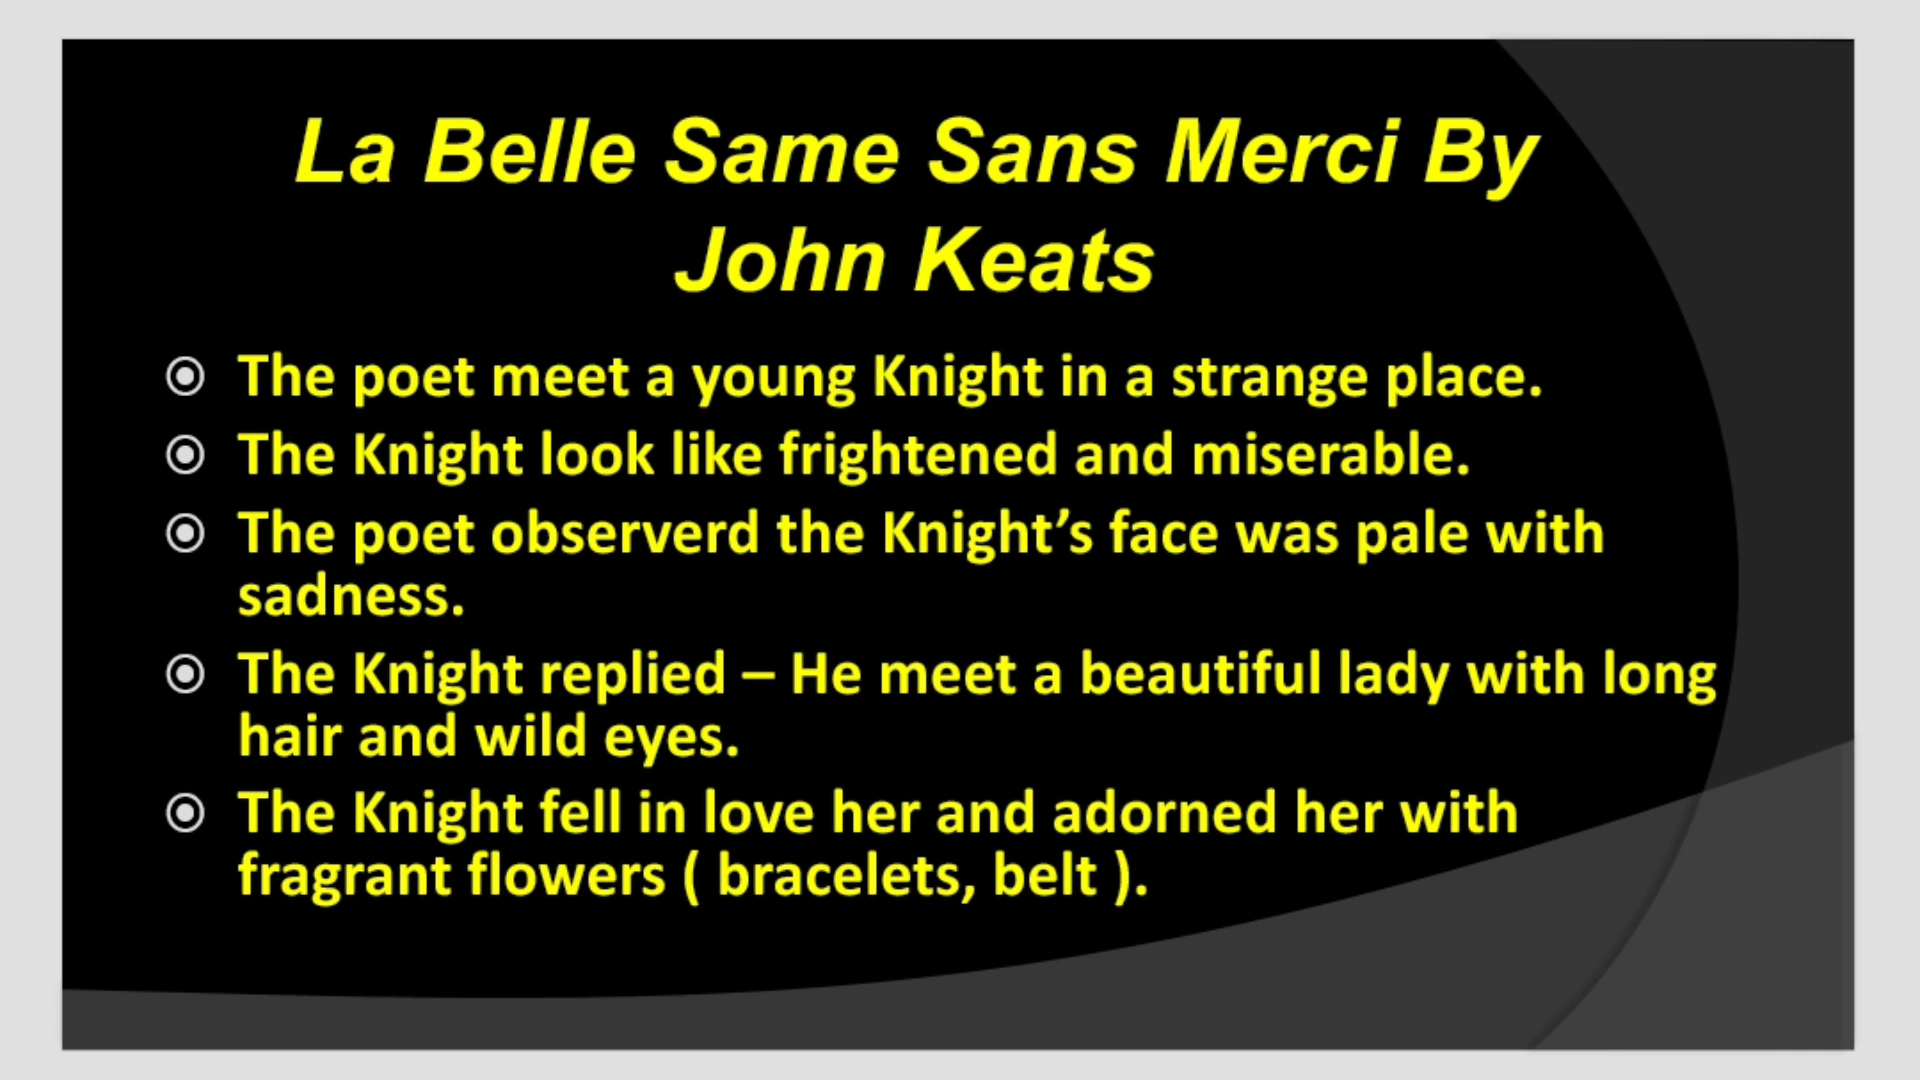 La Belle Same Sans Merci By
John Keats
The poet meet a young Knight in a strange place.
The Knight look like frightened and miserable.
The poet observerd the Knight’s face was pale with
sadness.
The Knight replied – He meet a beautiful lady with long
hair and wild eyes.
The Knight fell in love her and adorned her with
fragrant flowers ( bracelets, belt ).